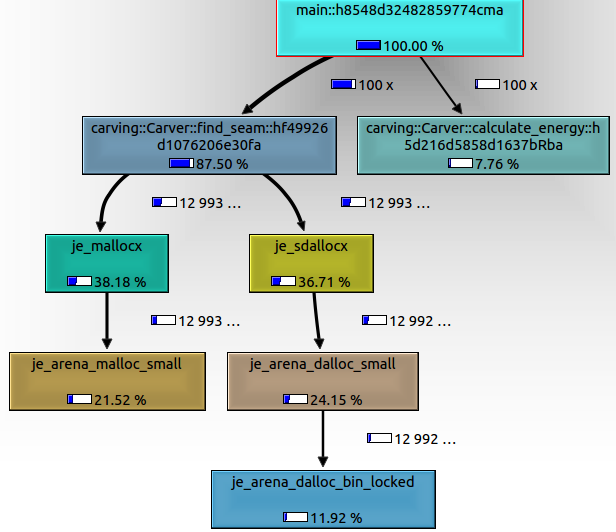 main::h8548d32482859774cma
100.00 %
100 x
100 x
carving::Carver::find_seam::hf49926
d1076206e30fa
87.50 %
carving::Carver::calculate_energy::h
5d216d5858d1637bRba
7.76 %
12 993 ...
12 993 ...
je_mallocx
38.18 %
je_sdallocx
36.71 %
12 993 ...
12 992 ...
je_arena_malloc_small
21.52 %
je_arena_dalloc_small
24.15 %
12 992 ...
je_arena_dalloc_bin_locked
11.92 %